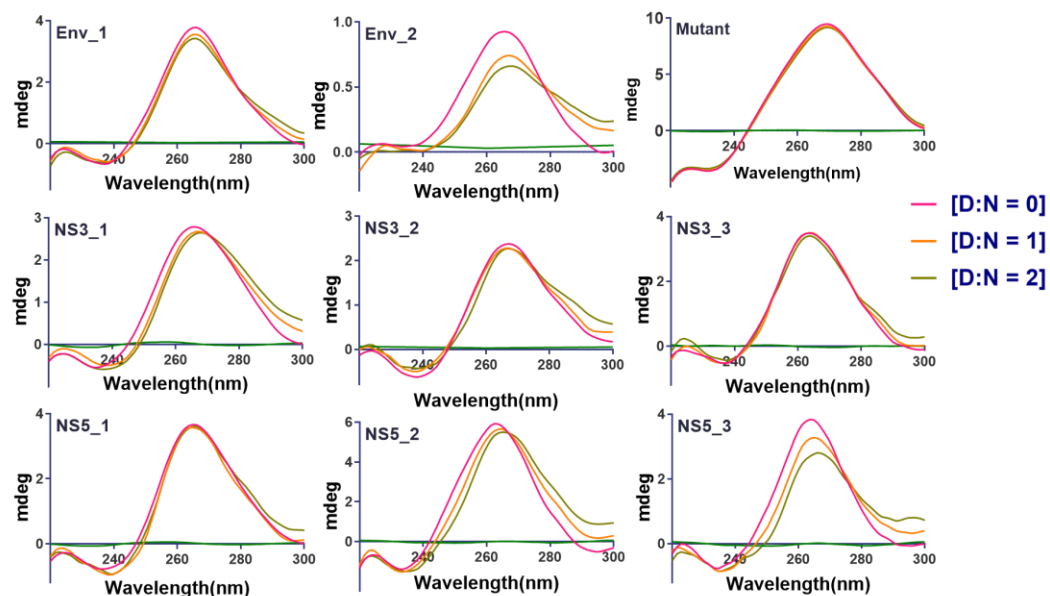 Env_1
4
2
0
mdeg
240
260
280
300
Wavelength(nm)
Env_2
1.0
0.5
0.0
mdeg
240
260
280
300
Wavelength(nm)
Mutant
10
5
0
mdeg
240
260
280
300
Wavelength(nm)
NS3_1
3
2
1
0
mdeg
240
260
280
300
Wavelength(nm)
NS3_2
3
2
1
0
mdeg
240
260
280
300
Wavelength(nm)
NS3_3
4
2
0
mdeg
240
260
280
300
Wavelength(nm)
[D:N = 0]
[D:N = 1]
[D:N = 2]
NS5_1
4
2
0
mdeg
240
260
280
300
Wavelength(nm)
NS5_2
6
4
2
0
mdeg
240
260
280
300
Wavelength(nm)
NS5_3
4
2
0
mdeg
240
260
280
300
Wavelength(nm)